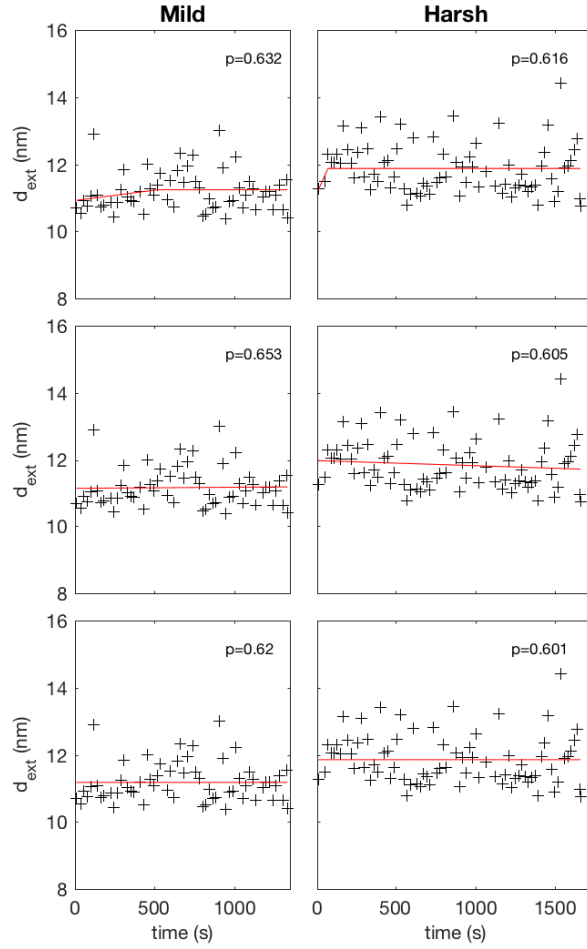 Mild Harsh
16
14
12
10
8
d_ext (nm)
p=0.632 p=0.616
16
14
12
10
8
d_ext (nm)
p=0.653 p=0.605
16
14
12
10
8
d_ext (nm)
p=0.62 p=0.601
0 500 1000 0 500 1000 1500
time (s) time (s)